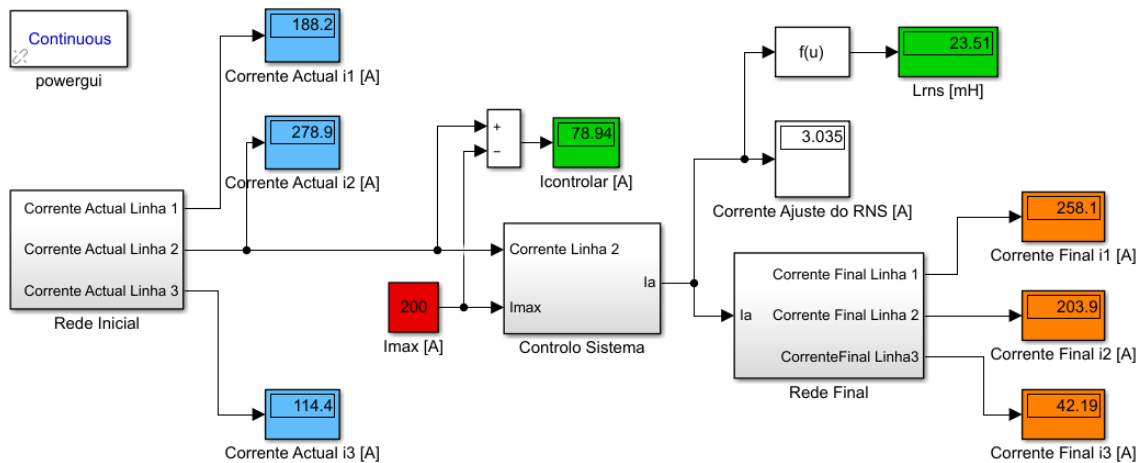 Continuous
powergui
188.2
Corrente Actual i1 [A]
278.9
Corrente Actual i2 [A]
Corrente Actual Linha 1
Corrente Actual Linha 2
Corrente Actual Linha 3
Rede Inicial
114.4
Corrente Actual i3 [A]
+
−
78.94
Icontrolar [A]
200
Imax [A]
Corrente Linha 2
Imax
Ia
Controlo Sistema
f(u)
23.51
Lrns [mH]
3.035
Corrente Ajuste do RNS [A]
Ia
Corrente Final Linha 1
Corrente Final Linha 2
CorrenteFinal Linha3
Rede Final
258.1
Corrente Final i1 [A]
203.9
Corrente Final i2 [A]
42.19
Corrente Final i3 [A]